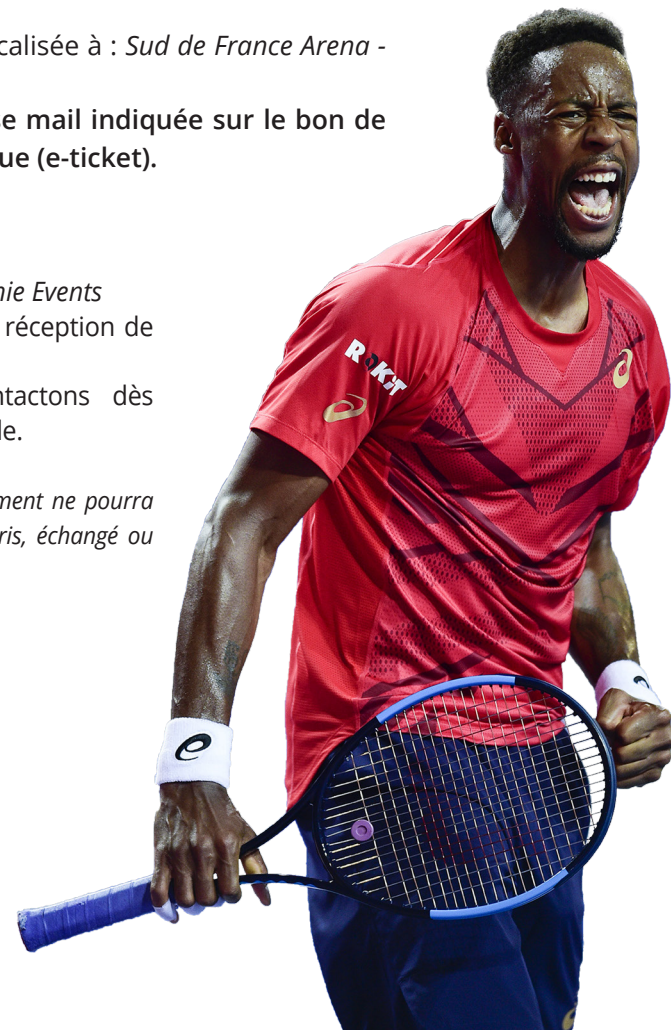 calisée à : Sud de France Arena -
se mail indiquée sur le bon de
ue (e-ticket).
nie Events
réception de
ntactons dès
le.
ment ne pourra
ris, échangé ou
ROKiT